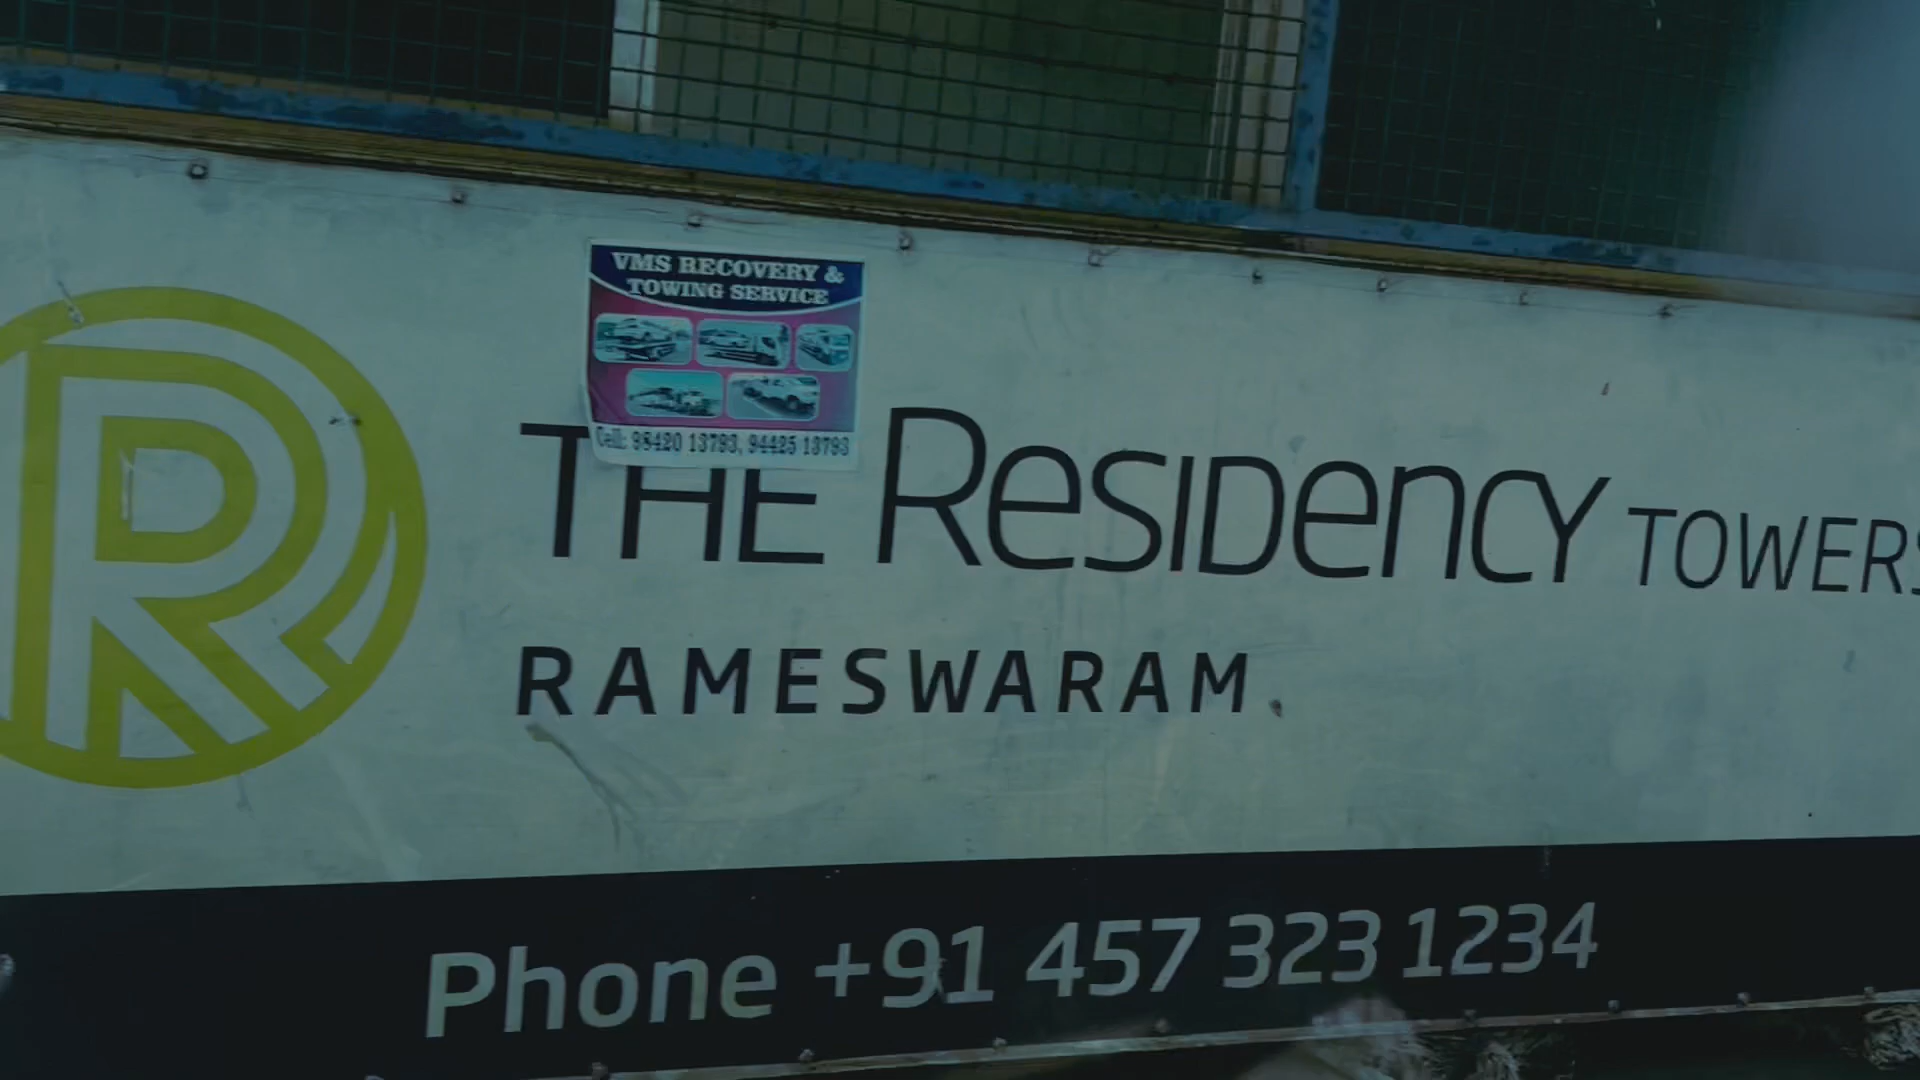 VMS RECOVERY &
TOWING SERVICE
Cell: 98420 13793, 94425 13793
THE RESIDENCY TOWERS
RAMESWARAM
Phone +91 457 323 1234